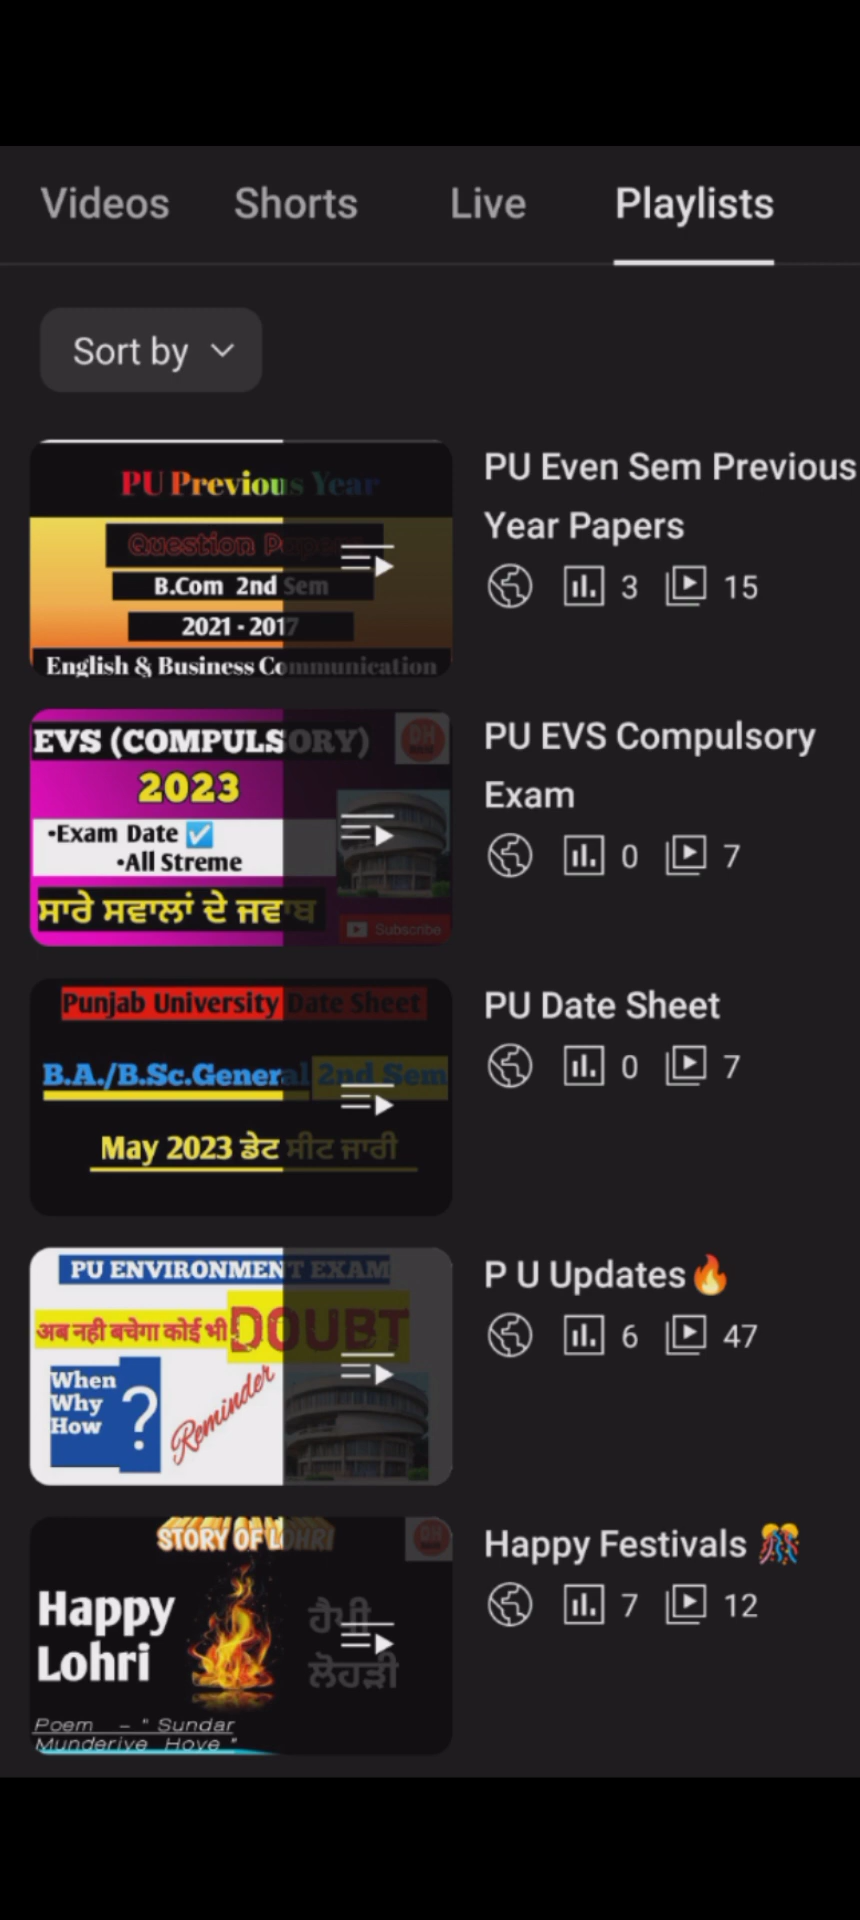 Videos Shorts Live Playlists
Sort by
PU Previous Year
Question Papers
B.Com 2nd Sem
2021 - 2017
English & Business Communication
PU Even Sem Previous
Year Papers
3 15
EVS (COMPULSORY)
DH
2023
•Exam Date ✅
•All Streme
ਸਾਰੇ ਸਵਾਲਾਂ ਦੇ ਜਵਾਬ
Subscribe
PU EVS Compulsory
Exam
0 7
Punjab University Date Sheet
B.A./B.Sc.General 2nd Sem
May 2023 ਡੇਟ ਸੀਟ ਜਾਰੀ
PU Date Sheet
0 7
PU ENVIRONMENT EXAM
अब नही बचेगा कोई भी DOUBT
When
Why
How
?
Reminder
P U Updates🔥
6 47
STORY OF LOHRI
DH
Happy
Lohri
ਹੈਪੀ
ਲੋਹੜੀ
Poem - " Sundar
Munderiye Hoye "
Happy Festivals 🎊
7 12